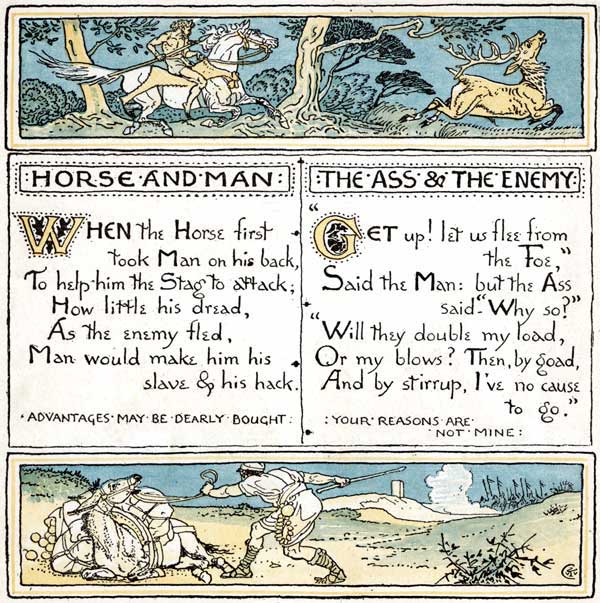 HORSE·AND·MAN
WHEN the Horse first
took Man on his back,
To help him the Stag to attack;
How little his dread,
As the enemy fled,
Man would make him his
slave & his hack.
·ADVANTAGES·MAY·BE·DEARLY·BOUGHT:
THE·ASS·&·THE·ENEMY·
"GET up! let us flee from
the Foe,"
Said the Man: but the Ass
said-"Why so?"
"Will they double my load,
Or my blows? Then, by goad,
And by stirrup, I've no cause
to go."
:YOUR·REASONS·ARE·
NOT·MINE: